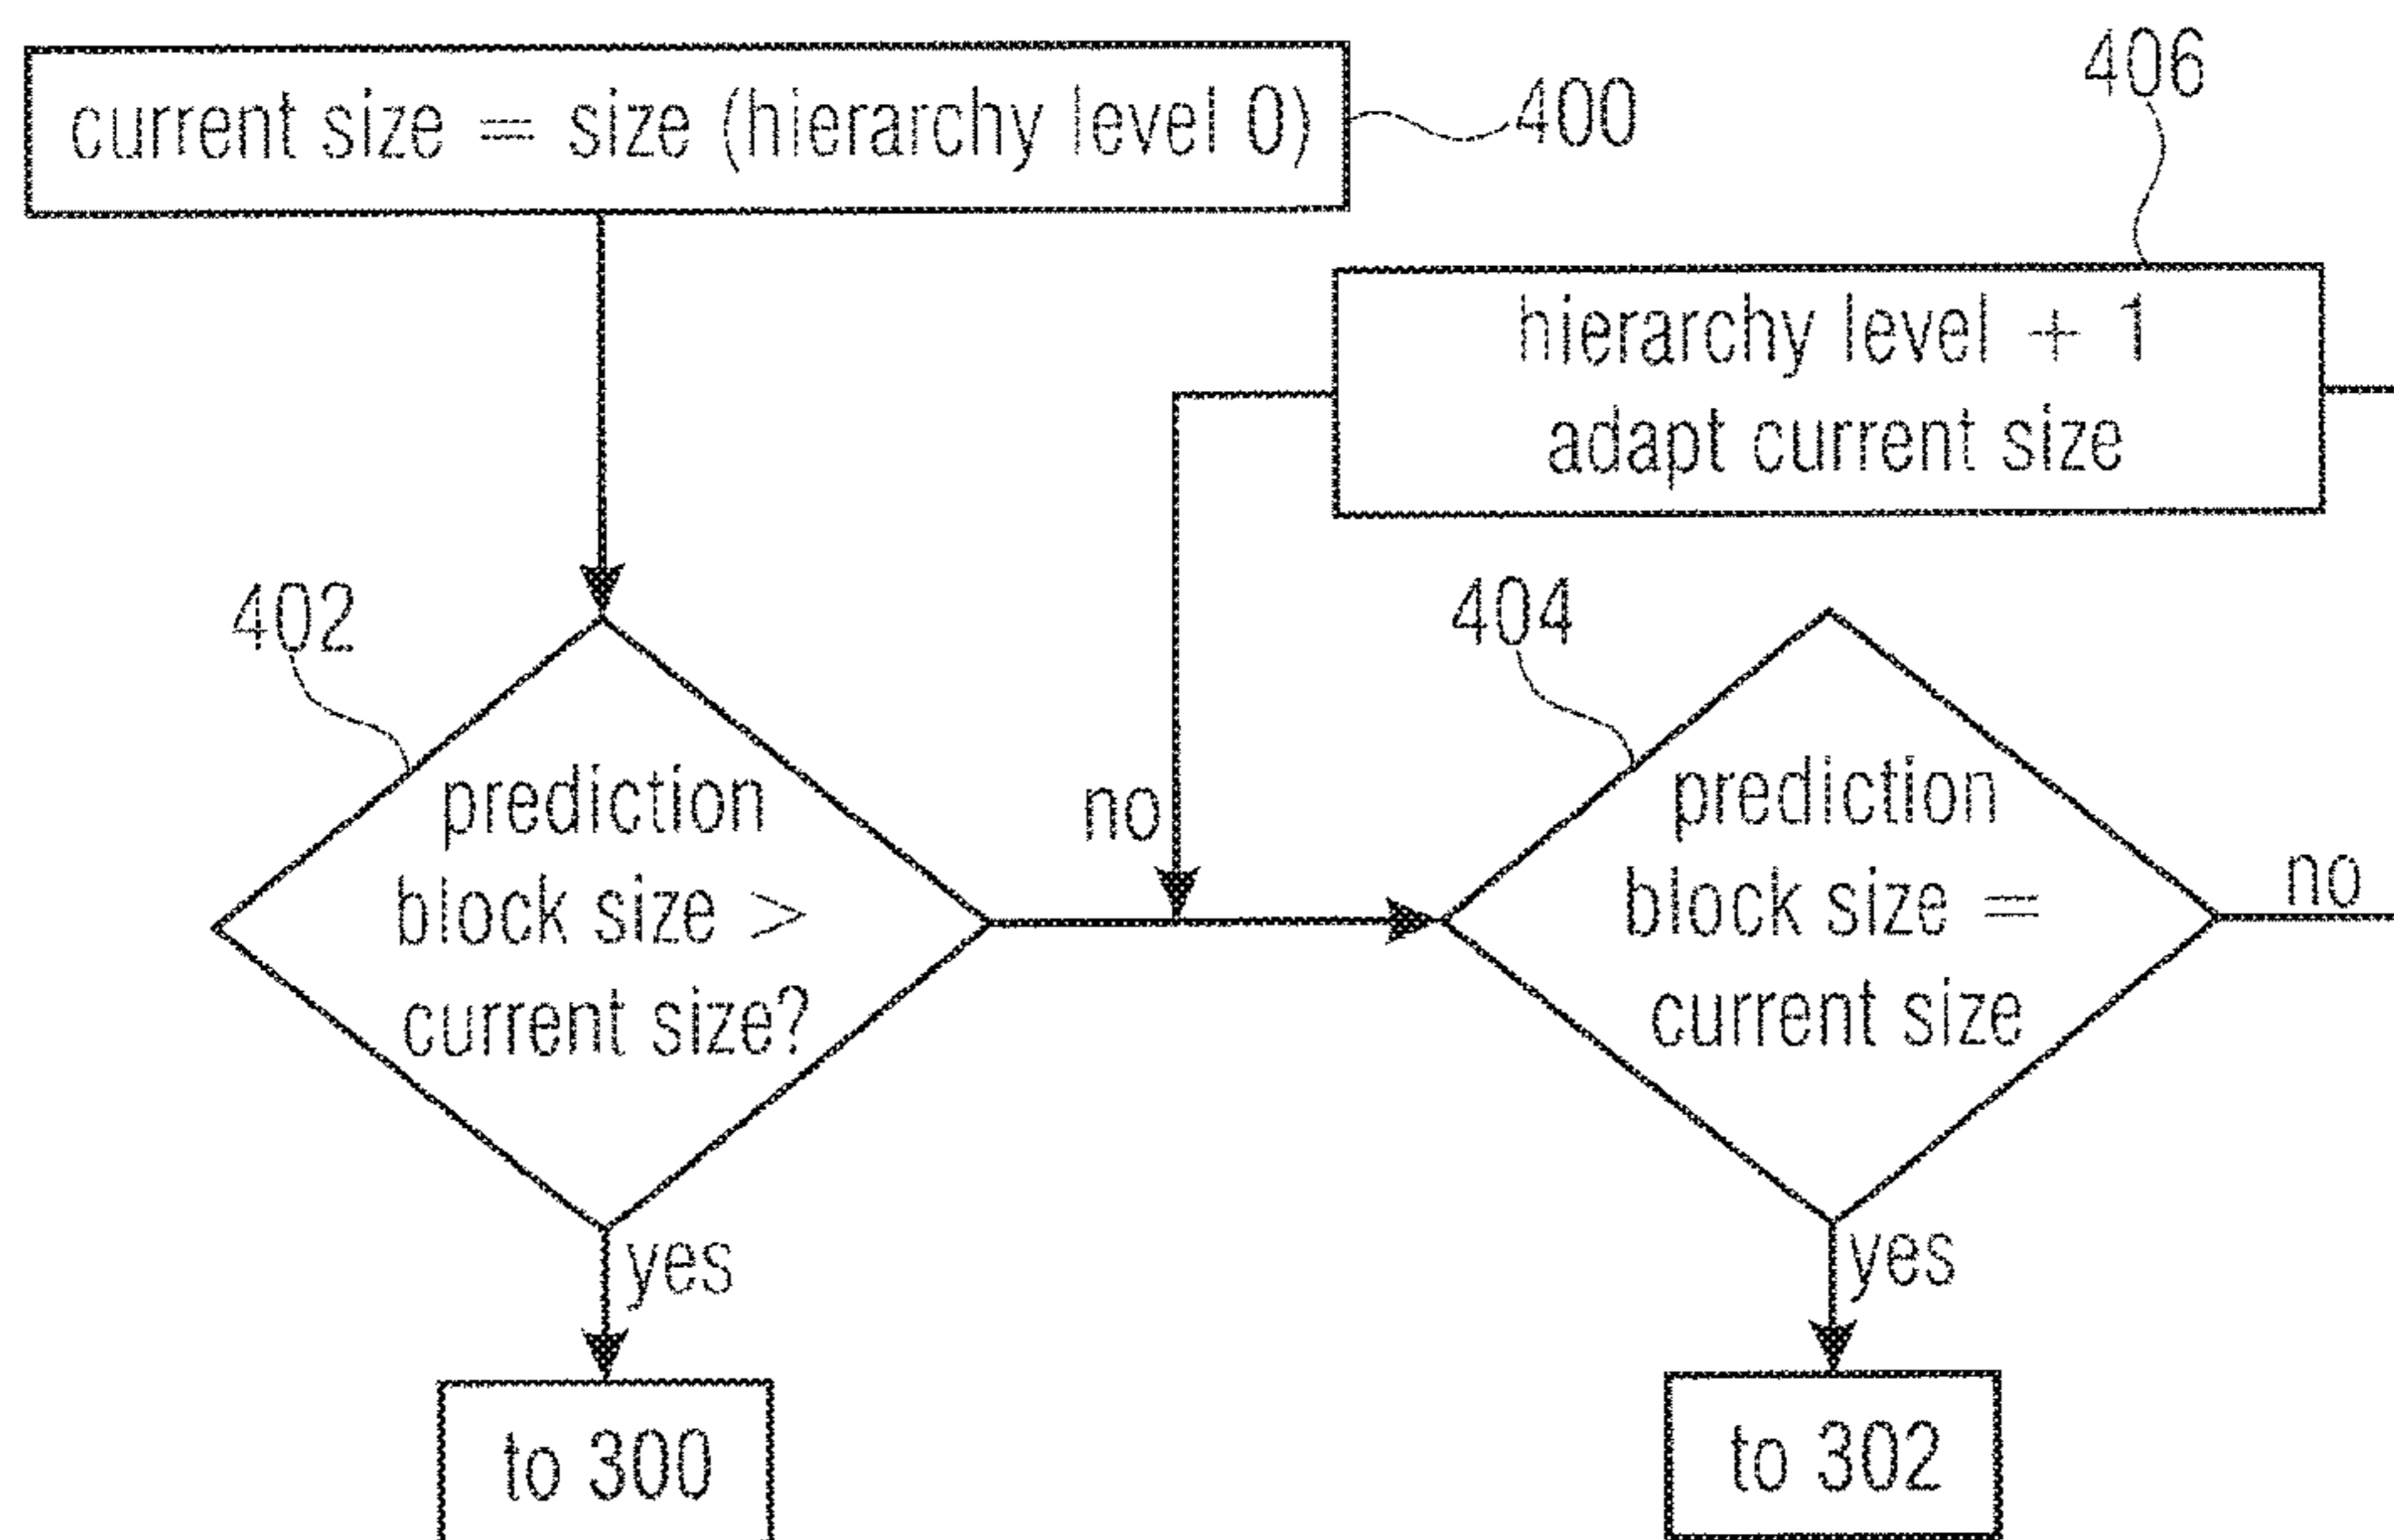 current size = size (hierarchy level 0)
400
406
hierarchy level + 1
adapt current size
402
prediction
block size >
current size?
no
404
prediction
block size =
current size
no
yes
to 300
yes
to 302